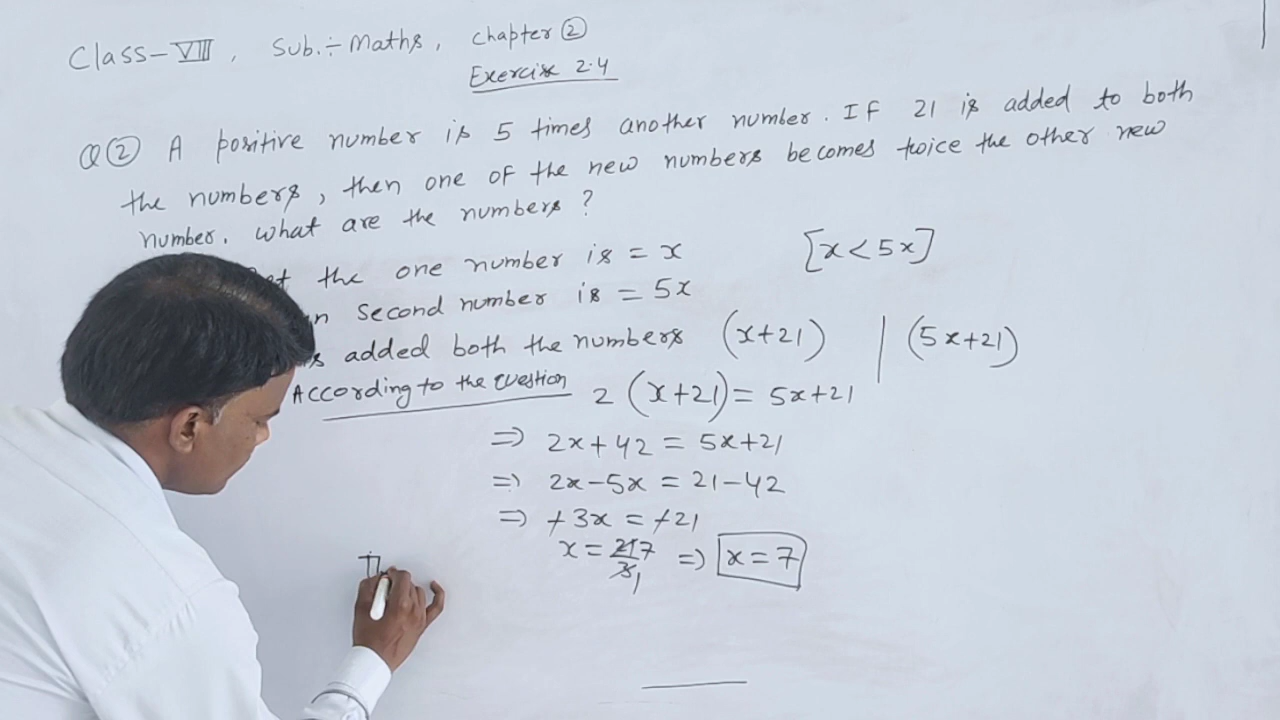 Class-VIII, Sub.:- Maths, Chapter ②
Exercise 2.4
Q② A positive number is 5 times another number. If 21 is added to both
the numbers, then one of the new numbers becomes twice the other new
number. what are the numbers?
the one number is = x [x < 5x]
Second number is = 5x
added both the numbers (x+21) | (5x+21)
According to the question 2(x+21) = 5x+21
⇒ 2x+42 = 5x+21
⇒ 2x-5x = 21-42
⇒ +3x = +21
x = 21/3 7/1 ⇒ x = 7